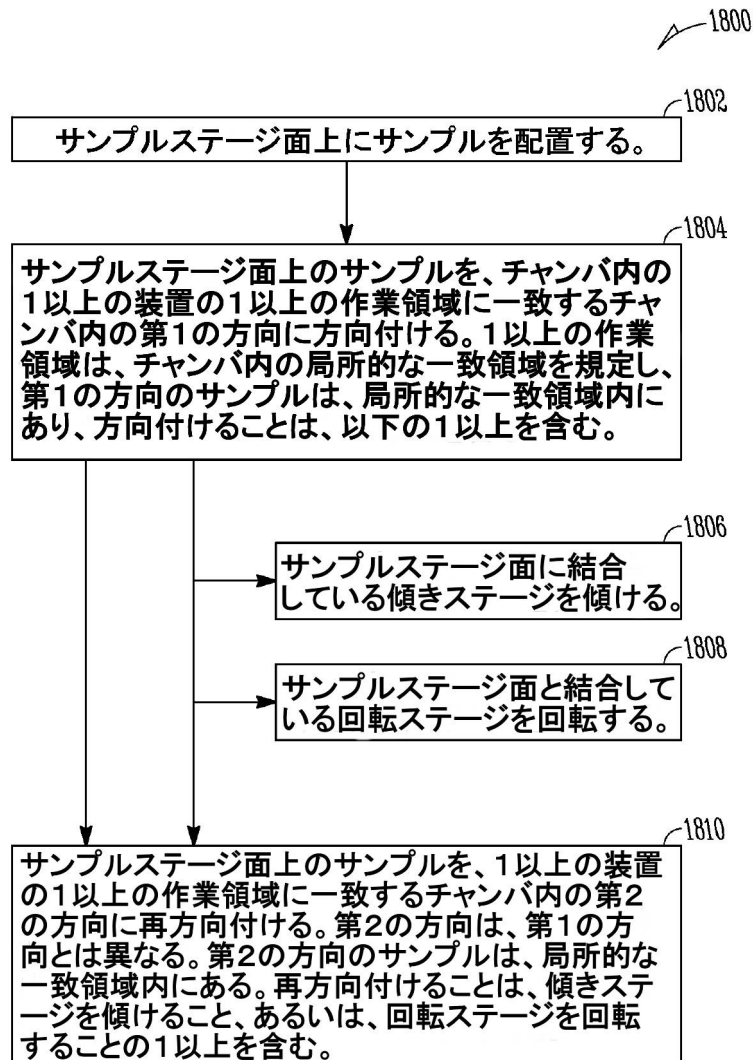 1800
1802
サンプルステージ面上にサンプルを配置する。
1804
サンプルステージ面上のサンプルを、チャンバ内の
1以上の装置の1以上の作業領域に一致するチャ
ンバ内の第1の方向に方向付ける。1以上の作業
領域は、チャンバ内の局所的な一致領域を規定し、
第1の方向のサンプルは、局所的な一致領域内に
あり、方向付けることは、以下の1以上を含む。
1806
サンプルステージ面に結合
している傾きステージを傾ける。
1808
サンプルステージ面と結合して
いる回転ステージを回転する。
1810
サンプルステージ面上のサンプルを、1以上の装置
の1以上の作業領域に一致するチャンバ内の第2
の方向に再方向付ける。第2の方向は、第1の方
向とは異なる。第2の方向のサンプルは、局所的な
一致領域内にある。再方向付けることは、傾きステ
ージを傾けること、あるいは、回転ステージを回転
することの1以上を含む。